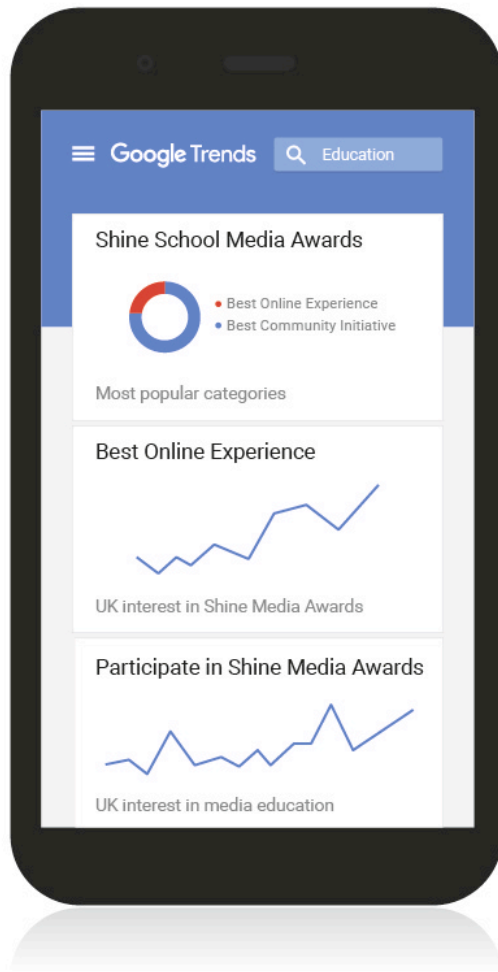 Google Trends
Education
Shine School Media Awards
Best Online Experience
Best Community Initiative
Most popular categories
Best Online Experience
UK interest in Shine Media Awards
Participate in Shine Media Awards
UK interest in media education